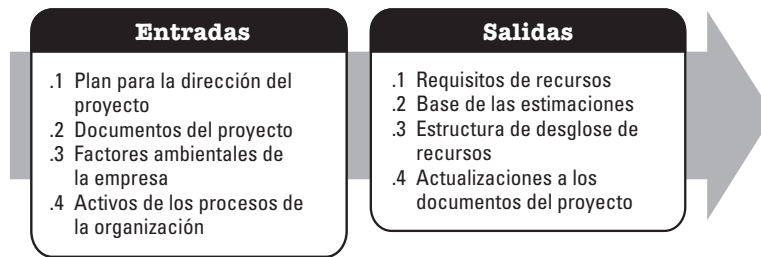 Entradas
.1 Plan para la dirección del
proyecto
.2 Documentos del proyecto
.3 Factores ambientales de
la empresa
.4 Activos de los procesos de
la organización
Salidas
.1 Requisitos de recursos
.2 Base de las estimaciones
.3 Estructura de desglose de
recursos
.4 Actualizaciones a los
documentos del proyecto